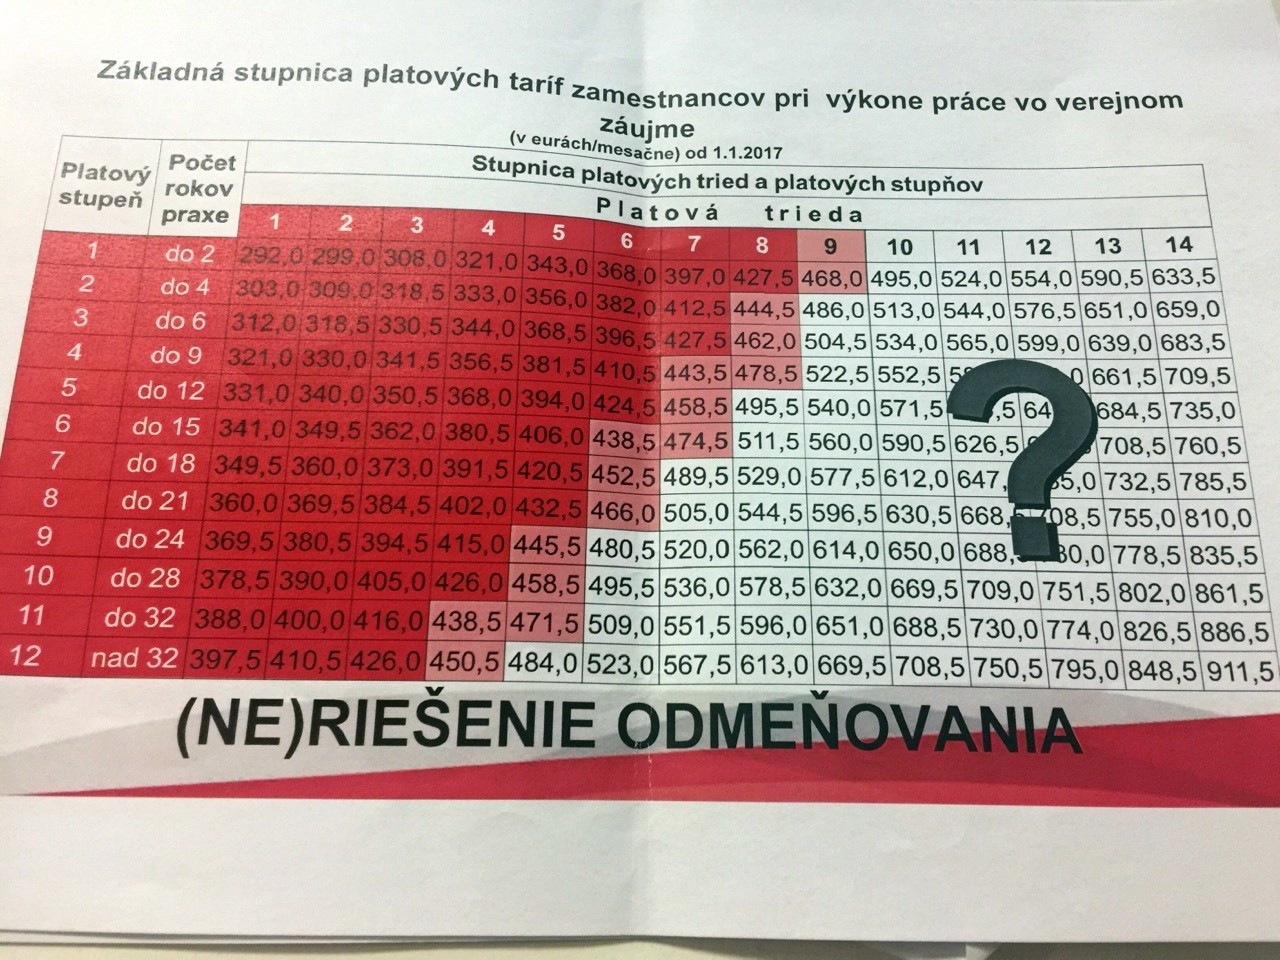 Základná stupnica platových taríf zamestnancov pri výkone práce vo verejnom
záujme
(v eurách/mesačne) od 1.1.2017
Platový stupeň
Počet rokov praxe
Stupnica platových tried a platových stupňov
Platová trieda
1 2 3 4 5 6 7 8 9 10 11 12 13 14
1 do 2 292,0 299,0 308,0 321,0 343,0 368,0 397,0 427,5 468,0 495,0 524,0 554,0 590,5 633,5
2 do 4 303,0 309,0 318,5 333,0 356,0 382,0 412,5 444,5 486,0 513,0 544,0 576,5 651,0 659,0
3 do 6 312,0 318,5 330,5 344,0 368,5 396,5 427,5 462,0 504,5 534,0 565,0 599,0 639,0 683,5
4 do 9 321,0 330,0 341,5 356,5 381,5 410,5 443,5 478,5 522,5 552,5 661,5 709,5
5 do 12 331,0 340,0 350,5 368,0 394,0 424,5 458,5 495,5 540,0 571,5 684,5 735,0
6 do 15 341,0 349,5 362,0 380,5 406,0 438,5 474,5 511,5 560,0 590,5 626,5 708,5 760,5
7 do 18 349,5 360,0 373,0 391,5 420,5 452,5 489,5 529,0 577,5 612,0 647, 732,5 785,5
8 do 21 360,0 369,5 384,5 402,0 432,5 466,0 505,0 544,5 596,5 630,5 668, 708,5 755,0 810,0
9 do 24 369,5 380,5 394,5 415,0 445,5 480,5 520,0 562,0 614,0 650,0 688, 778,5 835,5
10 do 28 378,5 390,0 405,0 426,0 458,5 495,5 536,0 578,5 632,0 669,5 709,0 751,5 802,0 861,5
11 do 32 388,0 400,0 416,0 438,5 471,5 509,0 551,5 596,0 651,0 688,5 730,0 774,0 826,5 886,5
12 nad 32 397,5 410,5 426,0 450,5 484,0 523,0 567,5 613,0 669,5 708,5 750,5 795,0 848,5 911,5
?
(NE)RIEŠENIE ODMEŇOVANIA